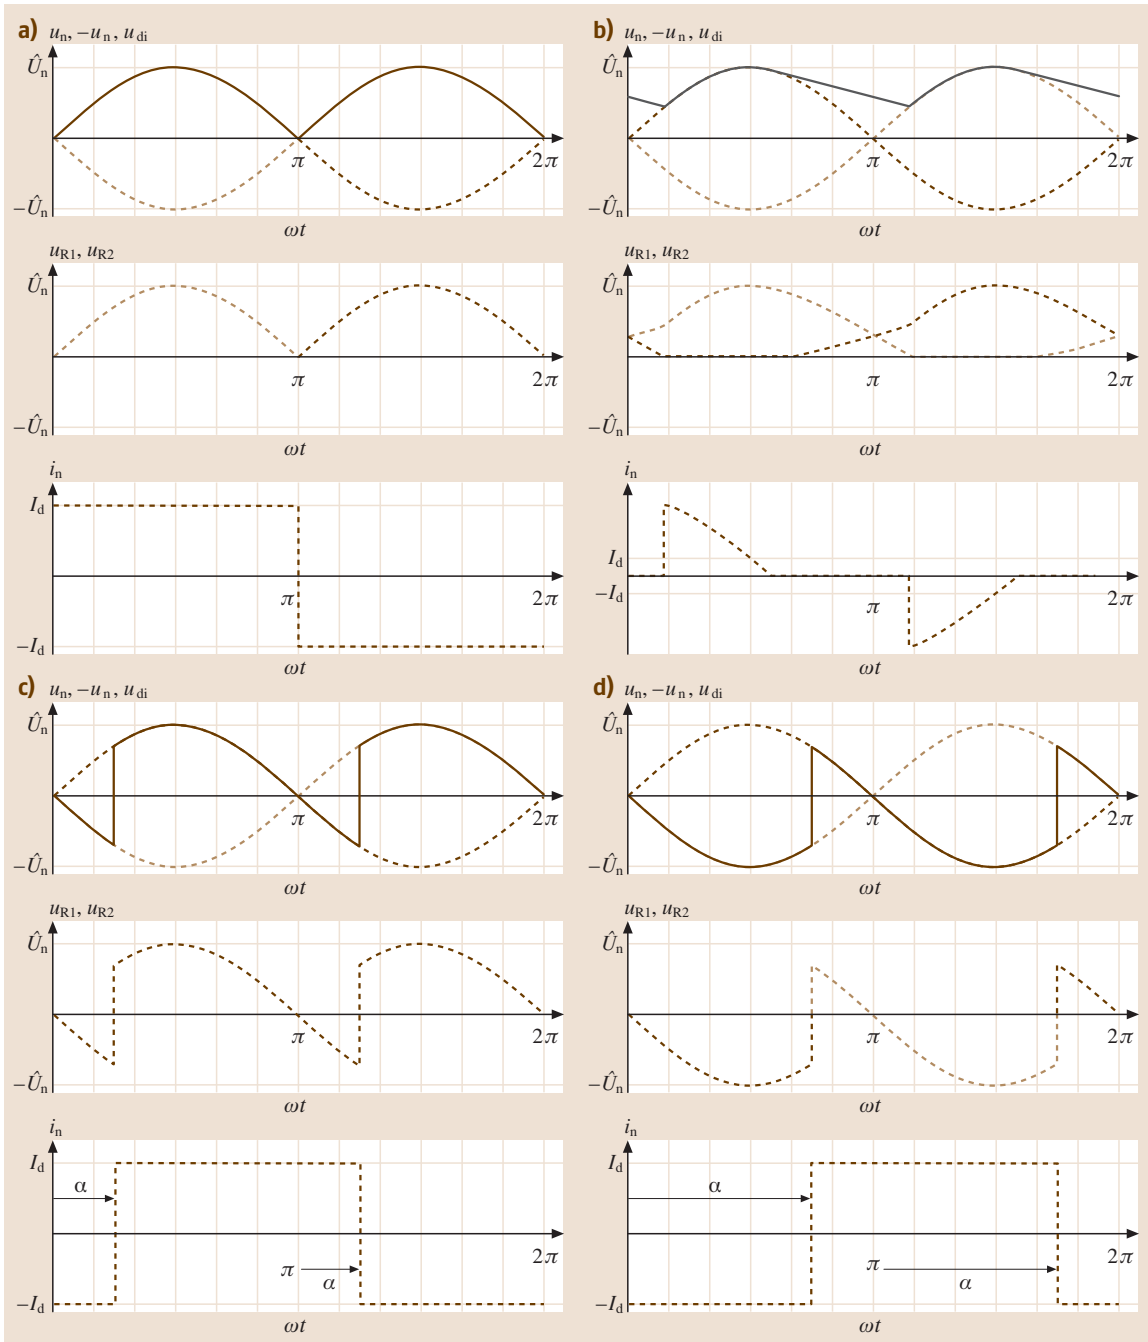 a) uₙ, −uₙ, u_di
Ûₙ
π
2π
−Ûₙ
ωt
u_R1, u_R2
Ûₙ
π
2π
−Ûₙ
ωt
iₙ
I_d
π
2π
−I_d
ωt
b) uₙ, −uₙ, u_di
Ûₙ
π
2π
−Ûₙ
ωt
u_R1, u_R2
Ûₙ
π
2π
−Ûₙ
ωt
iₙ
I_d
−I_d
π
2π
ωt
c) uₙ, −uₙ, u_di
Ûₙ
π
2π
−Ûₙ
ωt
u_R1, u_R2
Ûₙ
π
2π
−Ûₙ
ωt
iₙ
I_d
α
2π
π
α
−I_d
ωt
d) uₙ, −uₙ, u_di
Ûₙ
π
2π
−Ûₙ
ωt
u_R1, u_R2
Ûₙ
π
2π
−Ûₙ
ωt
iₙ
I_d
α
2π
π
α
−I_d
ωt